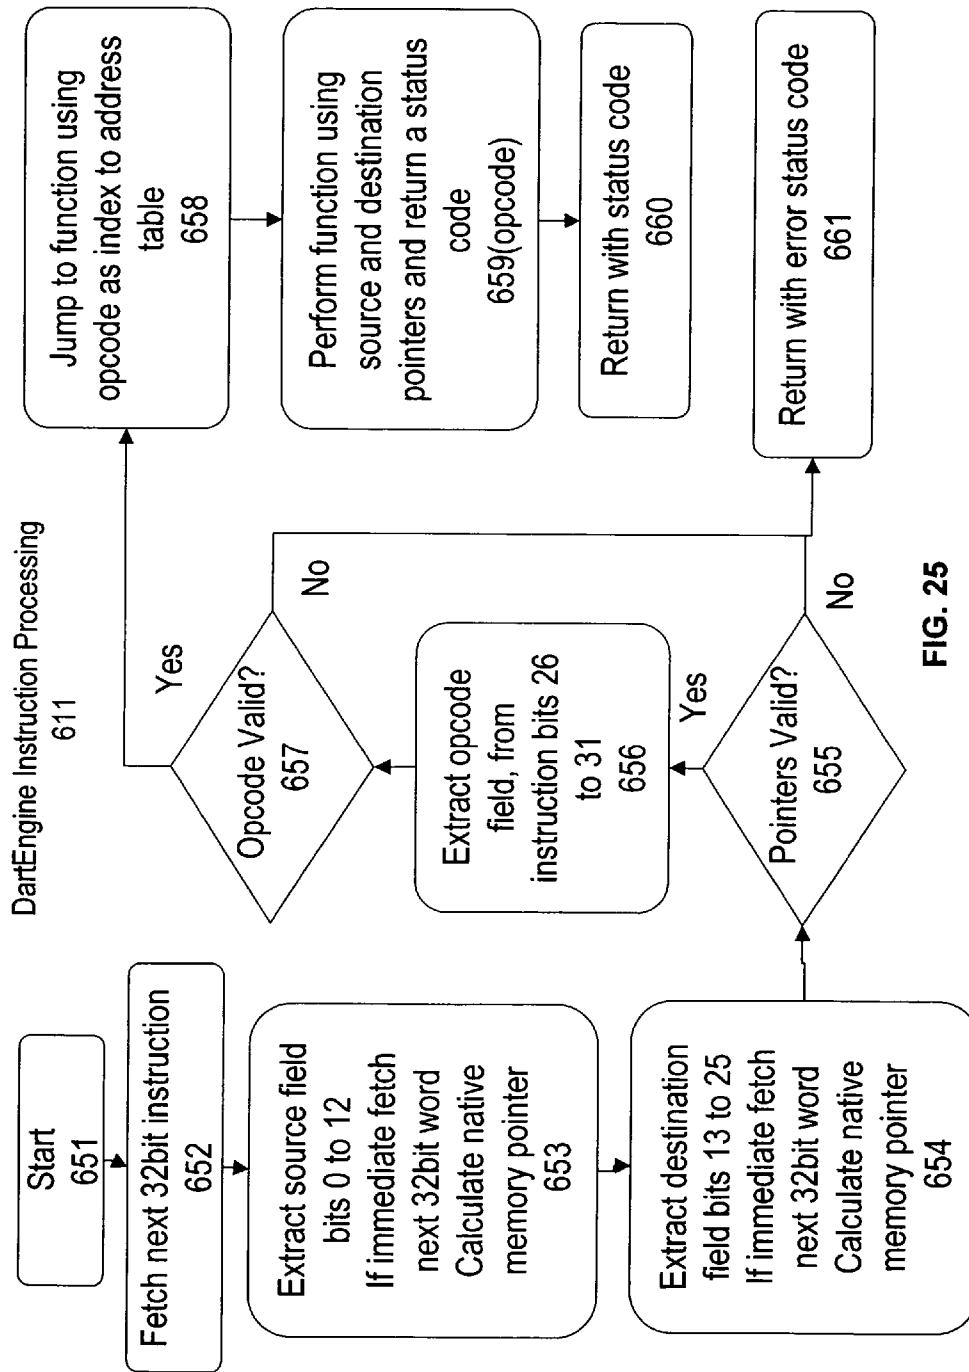 DartEngine Instruction Processing
611
Start
651
Fetch next 32bit instruction
652
Extract source field
bits 0 to 12
If immediate fetch
next 32bit word
Calculate native
memory pointer
653
Extract destination
field bits 13 to 25
If immediate fetch
next 32bit word
Calculate native
memory pointer
654
Pointers Valid?
655
Yes
No
Extract opcode
field, from
instruction bits 26
to 31
656
Opcode Valid?
657
Yes
No
Jump to function using
opcode as index to address
table
658
Perform function using
source and destination
pointers and return a status
code
659(opcode)
Return with status code
660
Return with error status code
661
FIG. 25